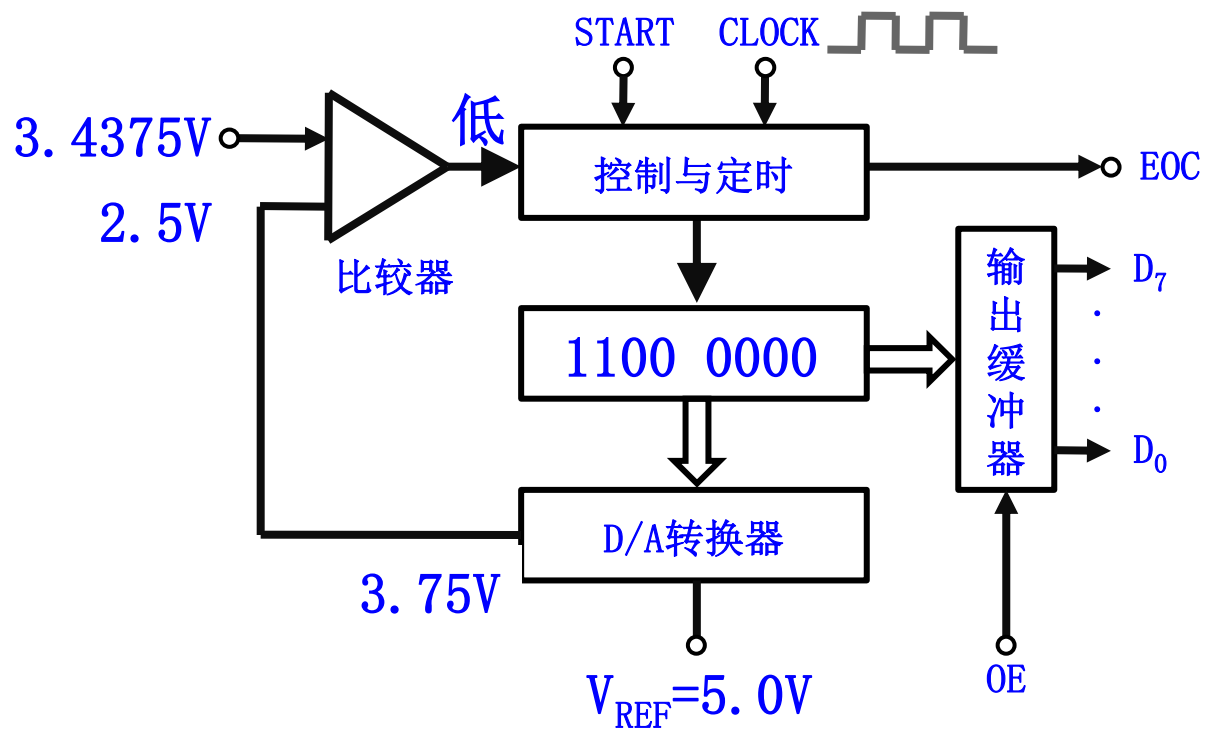 START CLOCK
3.4375V
低
控制与定时
EOC
2.5V
比较器
1100 0000
输出缓冲器
D7
D0
D/A转换器
3.75V
VREF=5.0V
OE